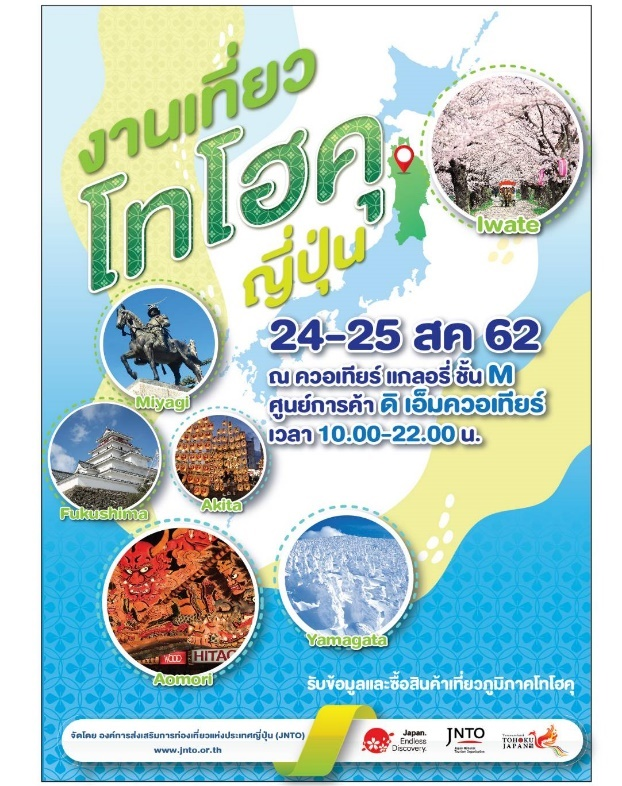 งานเที่ยว
โทโฮคุ
ญี่ปุ่น
Iwate
24-25 สค 62
ณ ควอเทียร์ แกลอรี่ ชั้น M
ศูนย์การค้า ดิ เอ็มควอเทียร์
เวลา 10.00-22.00 น.
Miyagi
Fukushima
Akita
Aomori
WOOD
HITAC
Yamagata
รับข้อมูลและซื้อสินค้าเที่ยวภูมิภาคโทโฮคุ
จัดโดย องค์การส่งเสริมการท่องเที่ยวแห่งประเทศญี่ปุ่น (JNTO)
www.jnto.or.th
Japan.
Endless
Discovery.
JNTO
Japan National
Tourism Organization
TOHOKU
JAPAN